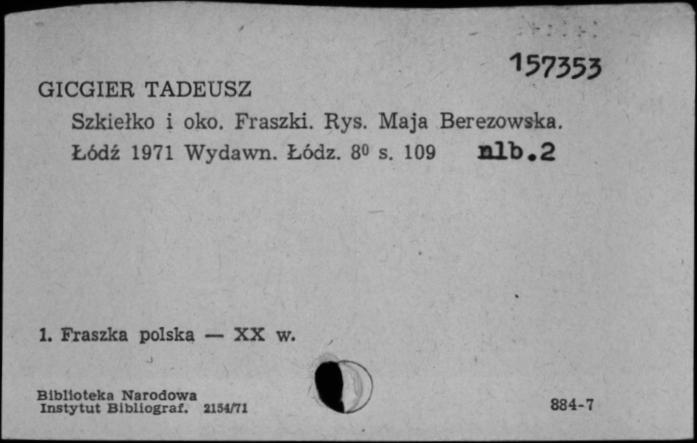 157353
GICGIER TADEUSZ
Szkiełko i oko. Fraszki. Rys. Maja Berezowska.
Łódź 1971 Wydawn. Łódz. 8⁰ s. 109 nlb.2
1. Fraszka polska — XX w.
Biblioteka Narodowa
Instytut Bibliograf. 2154/71
884-7